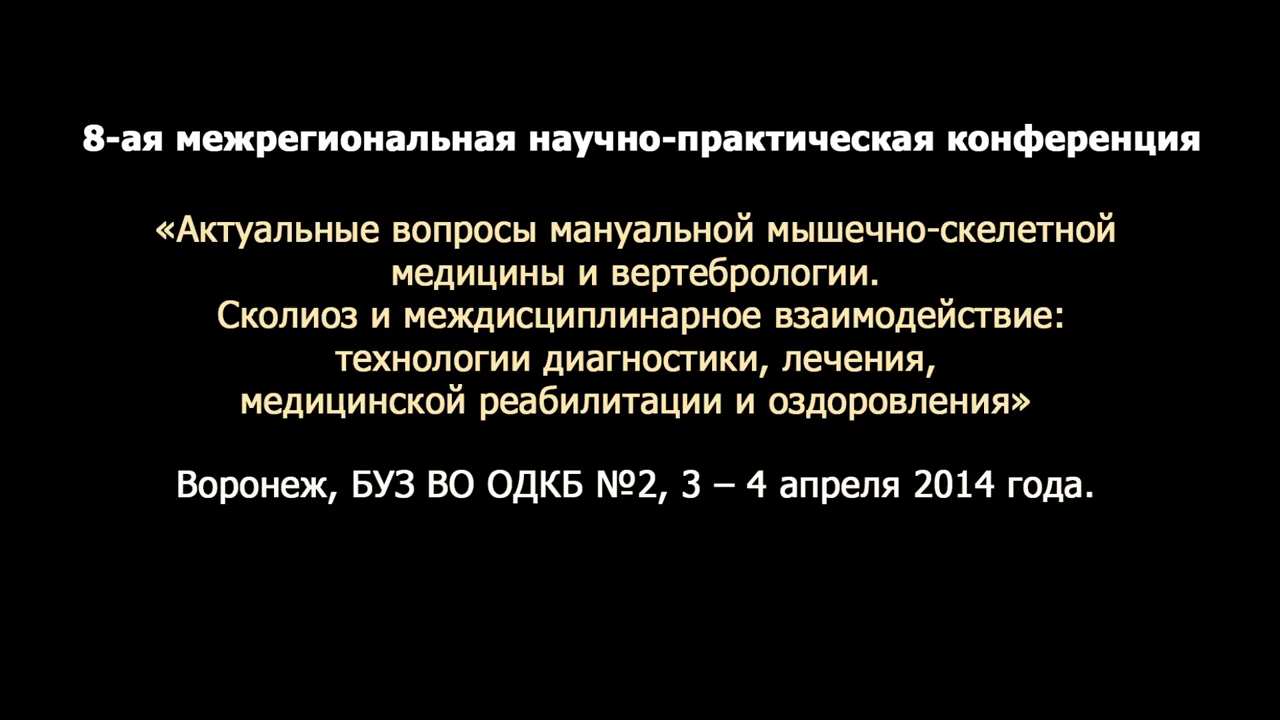 8-ая межрегиональная научно-практическая конференция
«Актуальные вопросы мануальной мышечно-скелетной
медицины и вертебрологии.
Сколиоз и междисциплинарное взаимодействие:
технологии диагностики, лечения,
медицинской реабилитации и оздоровления»
Воронеж, БУЗ ВО ОДКБ №2, 3 – 4 апреля 2014 года.